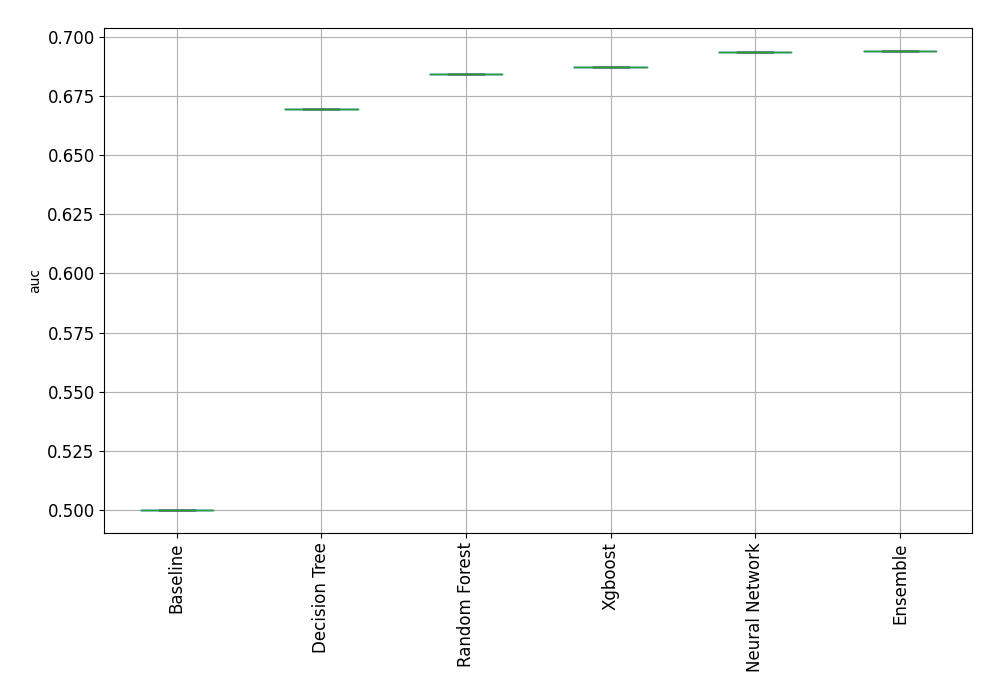 0.700
0.675
0.650
0.625
0.600
0.575
0.550
0.525
0.500
auc
Baseline
Decision Tree
Random Forest
Xgboost
Neural Network
Ensemble